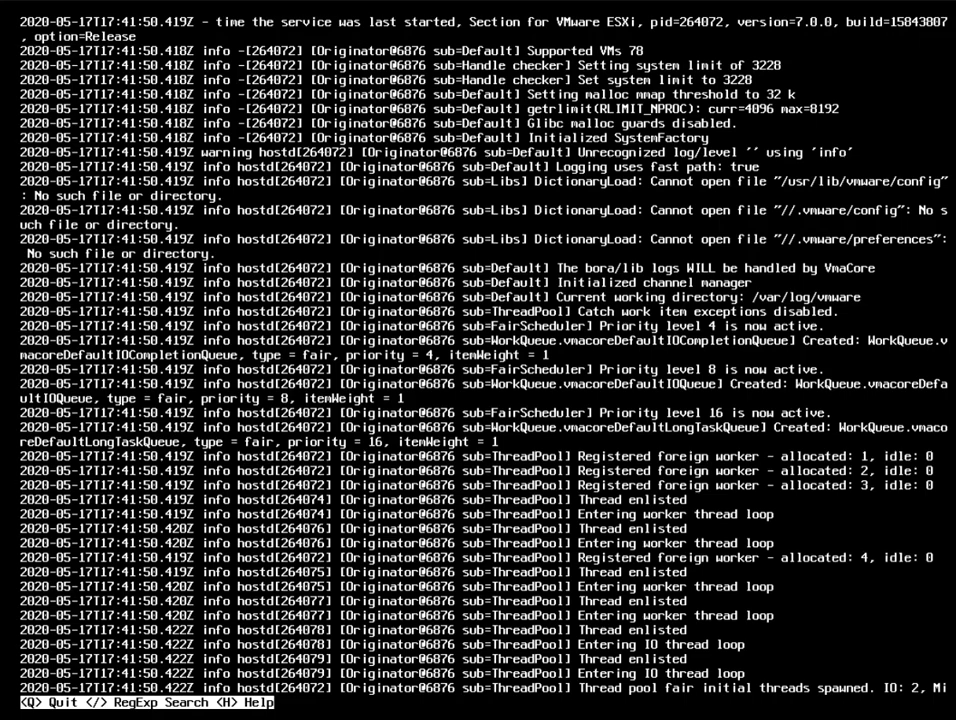 2020-05-17T17:41:50.419Z - time the service was last started, Section for VMware ESXi, pid=264072, version=7.0.0, build=15843807
, option=Release
2020-05-17T17:41:50.418Z info -[264072] [Originator@6876 sub=Default] Supported VMs 78
2020-05-17T17:41:50.418Z info -[264072] [Originator@6876 sub=Handle checker] Setting system limit of 3228
2020-05-17T17:41:50.418Z info -[264072] [Originator@6876 sub=Handle checker] Set system limit to 3228
2020-05-17T17:41:50.418Z info -[264072] [Originator@6876 sub=Default] Setting malloc mmap threshold to 32 k
2020-05-17T17:41:50.418Z info -[264072] [Originator@6876 sub=Default] getrlimit(RLIMIT_NPROC): curr=4096 max=8192
2020-05-17T17:41:50.418Z info -[264072] [Originator@6876 sub=Default] Glibc malloc guards disabled.
2020-05-17T17:41:50.418Z info -[264072] [Originator@6876 sub=Default] Initialized SystemFactory
2020-05-17T17:41:50.419Z warning hostd[264072] [Originator@6876 sub=Default] Unrecognized log/level '' using 'info'
2020-05-17T17:41:50.419Z info hostd[264072] [Originator@6876 sub=Default] Logging uses fast path: true
2020-05-17T17:41:50.419Z info hostd[264072] [Originator@6876 sub=Libs] DictionaryLoad: Cannot open file "/usr/lib/vmware/config"
: No such file or directory.
2020-05-17T17:41:50.419Z info hostd[264072] [Originator@6876 sub=Libs] DictionaryLoad: Cannot open file "//.vmware/config": No s
uch file or directory.
2020-05-17T17:41:50.419Z info hostd[264072] [Originator@6876 sub=Libs] DictionaryLoad: Cannot open file "//.vmware/preferences":
 No such file or directory.
2020-05-17T17:41:50.419Z info hostd[264072] [Originator@6876 sub=Default] The bora/lib logs WILL be handled by VmaCore
2020-05-17T17:41:50.419Z info hostd[264072] [Originator@6876 sub=Default] Initialized channel manager
2020-05-17T17:41:50.419Z info hostd[264072] [Originator@6876 sub=Default] Current working directory: /var/log/vmware
2020-05-17T17:41:50.419Z info hostd[264072] [Originator@6876 sub=ThreadPool] Catch work item exceptions disabled.
2020-05-17T17:41:50.419Z info hostd[264072] [Originator@6876 sub=FairScheduler] Priority level 4 is now active.
2020-05-17T17:41:50.419Z info hostd[264072] [Originator@6876 sub=WorkQueue.vmacoreDefaultIOCompletionQueue] Created: WorkQueue.v
macoreDefaultIOCompletionQueue, type = fair, priority = 4, itemWeight = 1
2020-05-17T17:41:50.419Z info hostd[264072] [Originator@6876 sub=FairScheduler] Priority level 8 is now active.
2020-05-17T17:41:50.419Z info hostd[264072] [Originator@6876 sub=WorkQueue.vmacoreDefaultIOQueue] Created: WorkQueue.vmacoreDefa
ultIOQueue, type = fair, priority = 8, itemWeight = 1
2020-05-17T17:41:50.419Z info hostd[264072] [Originator@6876 sub=FairScheduler] Priority level 16 is now active.
2020-05-17T17:41:50.419Z info hostd[264072] [Originator@6876 sub=WorkQueue.vmacoreDefaultLongTaskQueue] Created: WorkQueue.vmaco
reDefaultLongTaskQueue, type = fair, priority = 16, itemWeight = 1
2020-05-17T17:41:50.419Z info hostd[264072] [Originator@6876 sub=ThreadPool] Registered foreign worker - allocated: 1, idle: 0
2020-05-17T17:41:50.419Z info hostd[264072] [Originator@6876 sub=ThreadPool] Registered foreign worker - allocated: 2, idle: 0
2020-05-17T17:41:50.419Z info hostd[264072] [Originator@6876 sub=ThreadPool] Registered foreign worker - allocated: 3, idle: 0
2020-05-17T17:41:50.419Z info hostd[264074] [Originator@6876 sub=ThreadPool] Thread enlisted
2020-05-17T17:41:50.419Z info hostd[264074] [Originator@6876 sub=ThreadPool] Entering worker thread loop
2020-05-17T17:41:50.420Z info hostd[264076] [Originator@6876 sub=ThreadPool] Thread enlisted
2020-05-17T17:41:50.420Z info hostd[264076] [Originator@6876 sub=ThreadPool] Entering worker thread loop
2020-05-17T17:41:50.419Z info hostd[264072] [Originator@6876 sub=ThreadPool] Registered foreign worker - allocated: 4, idle: 0
2020-05-17T17:41:50.419Z info hostd[264075] [Originator@6876 sub=ThreadPool] Thread enlisted
2020-05-17T17:41:50.420Z info hostd[264075] [Originator@6876 sub=ThreadPool] Entering worker thread loop
2020-05-17T17:41:50.420Z info hostd[264077] [Originator@6876 sub=ThreadPool] Thread enlisted
2020-05-17T17:41:50.420Z info hostd[264077] [Originator@6876 sub=ThreadPool] Entering worker thread loop
2020-05-17T17:41:50.422Z info hostd[264078] [Originator@6876 sub=ThreadPool] Thread enlisted
2020-05-17T17:41:50.422Z info hostd[264078] [Originator@6876 sub=ThreadPool] Entering IO thread loop
2020-05-17T17:41:50.422Z info hostd[264079] [Originator@6876 sub=ThreadPool] Thread enlisted
2020-05-17T17:41:50.422Z info hostd[264079] [Originator@6876 sub=ThreadPool] Entering IO thread loop
2020-05-17T17:41:50.422Z info hostd[264072] [Originator@6876 sub=ThreadPool] Thread pool fair initial threads spawned. IO: 2, Mi
<Q> Quit </> RegExp Search <H> Help